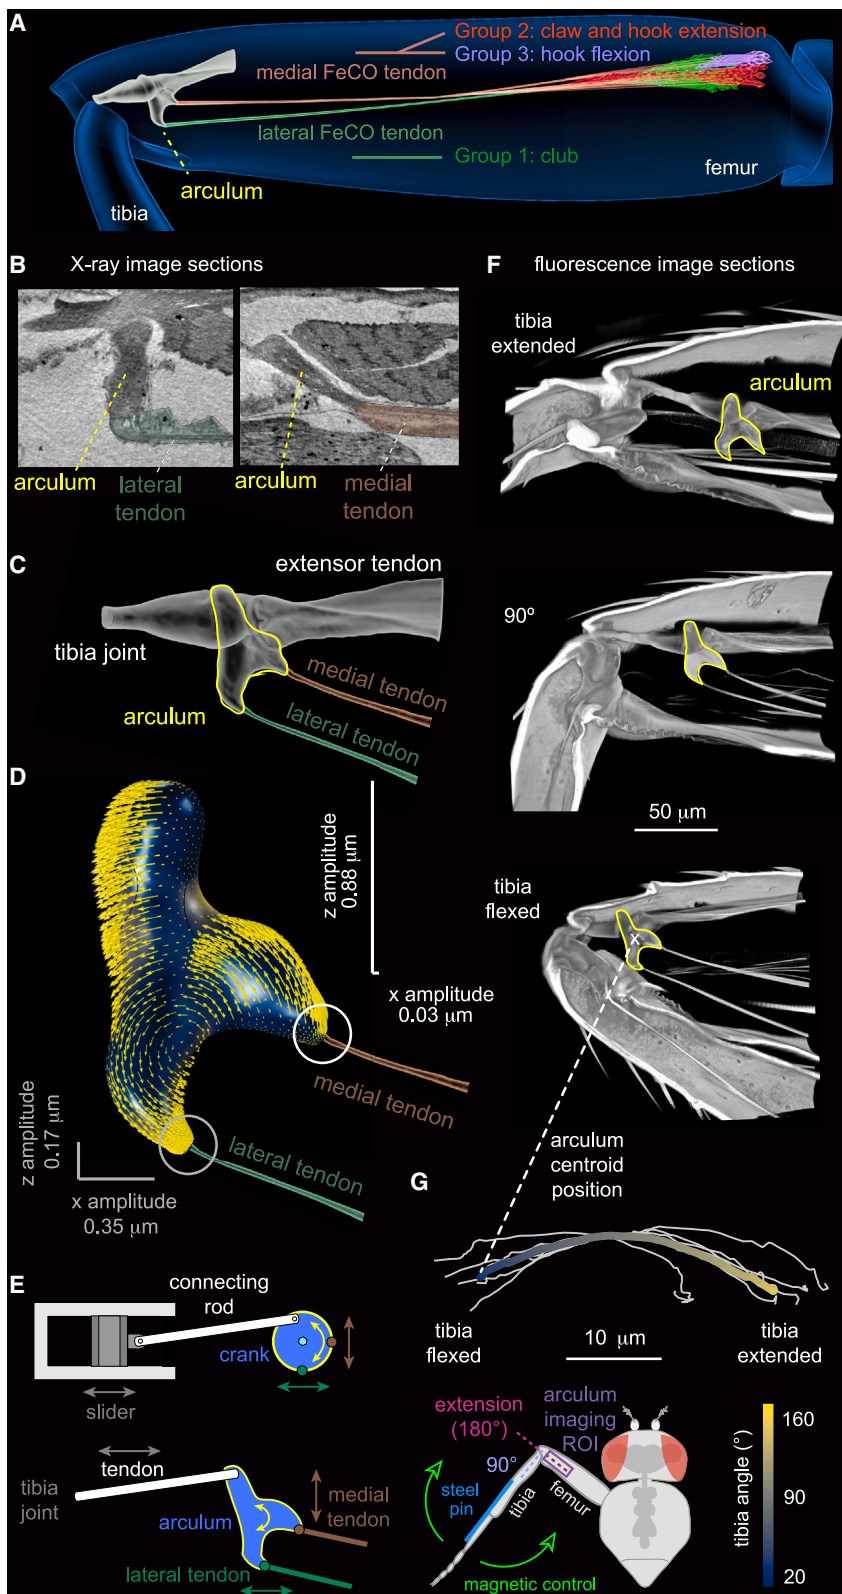 A
Group 2: claw and hook extension
Group 3: hook flexion
medial FeCO tendon
lateral FeCO tendon
Group 1: club
femur
arculum
tibia
B
X-ray image sections
arculum
lateral
tendon
arculum
medial
tendon
C
extensor tendon
tibia joint
medial tendon
arculum
lateral tendon
D
z amplitude
0.88 μm
x amplitude
0.03 μm
medial tendon
z amplitude
0.17 μm
lateral tendon
x amplitude
0.35 μm
E
connecting
rod
crank
slider
tendon
tibia
joint
medial
tendon
arculum
lateral tendon
F
fluorescence image sections
tibia
extended
arculum
90º
50 μm
tibia
flexed
x
arculum
centroid
position
G
tibia
flexed
10 μm
tibia
extended
extension
(180°)
arculum
imaging
ROI
90°
steel
pin
tibia
femur
magnetic control
tibia angle (°)
160
90
20